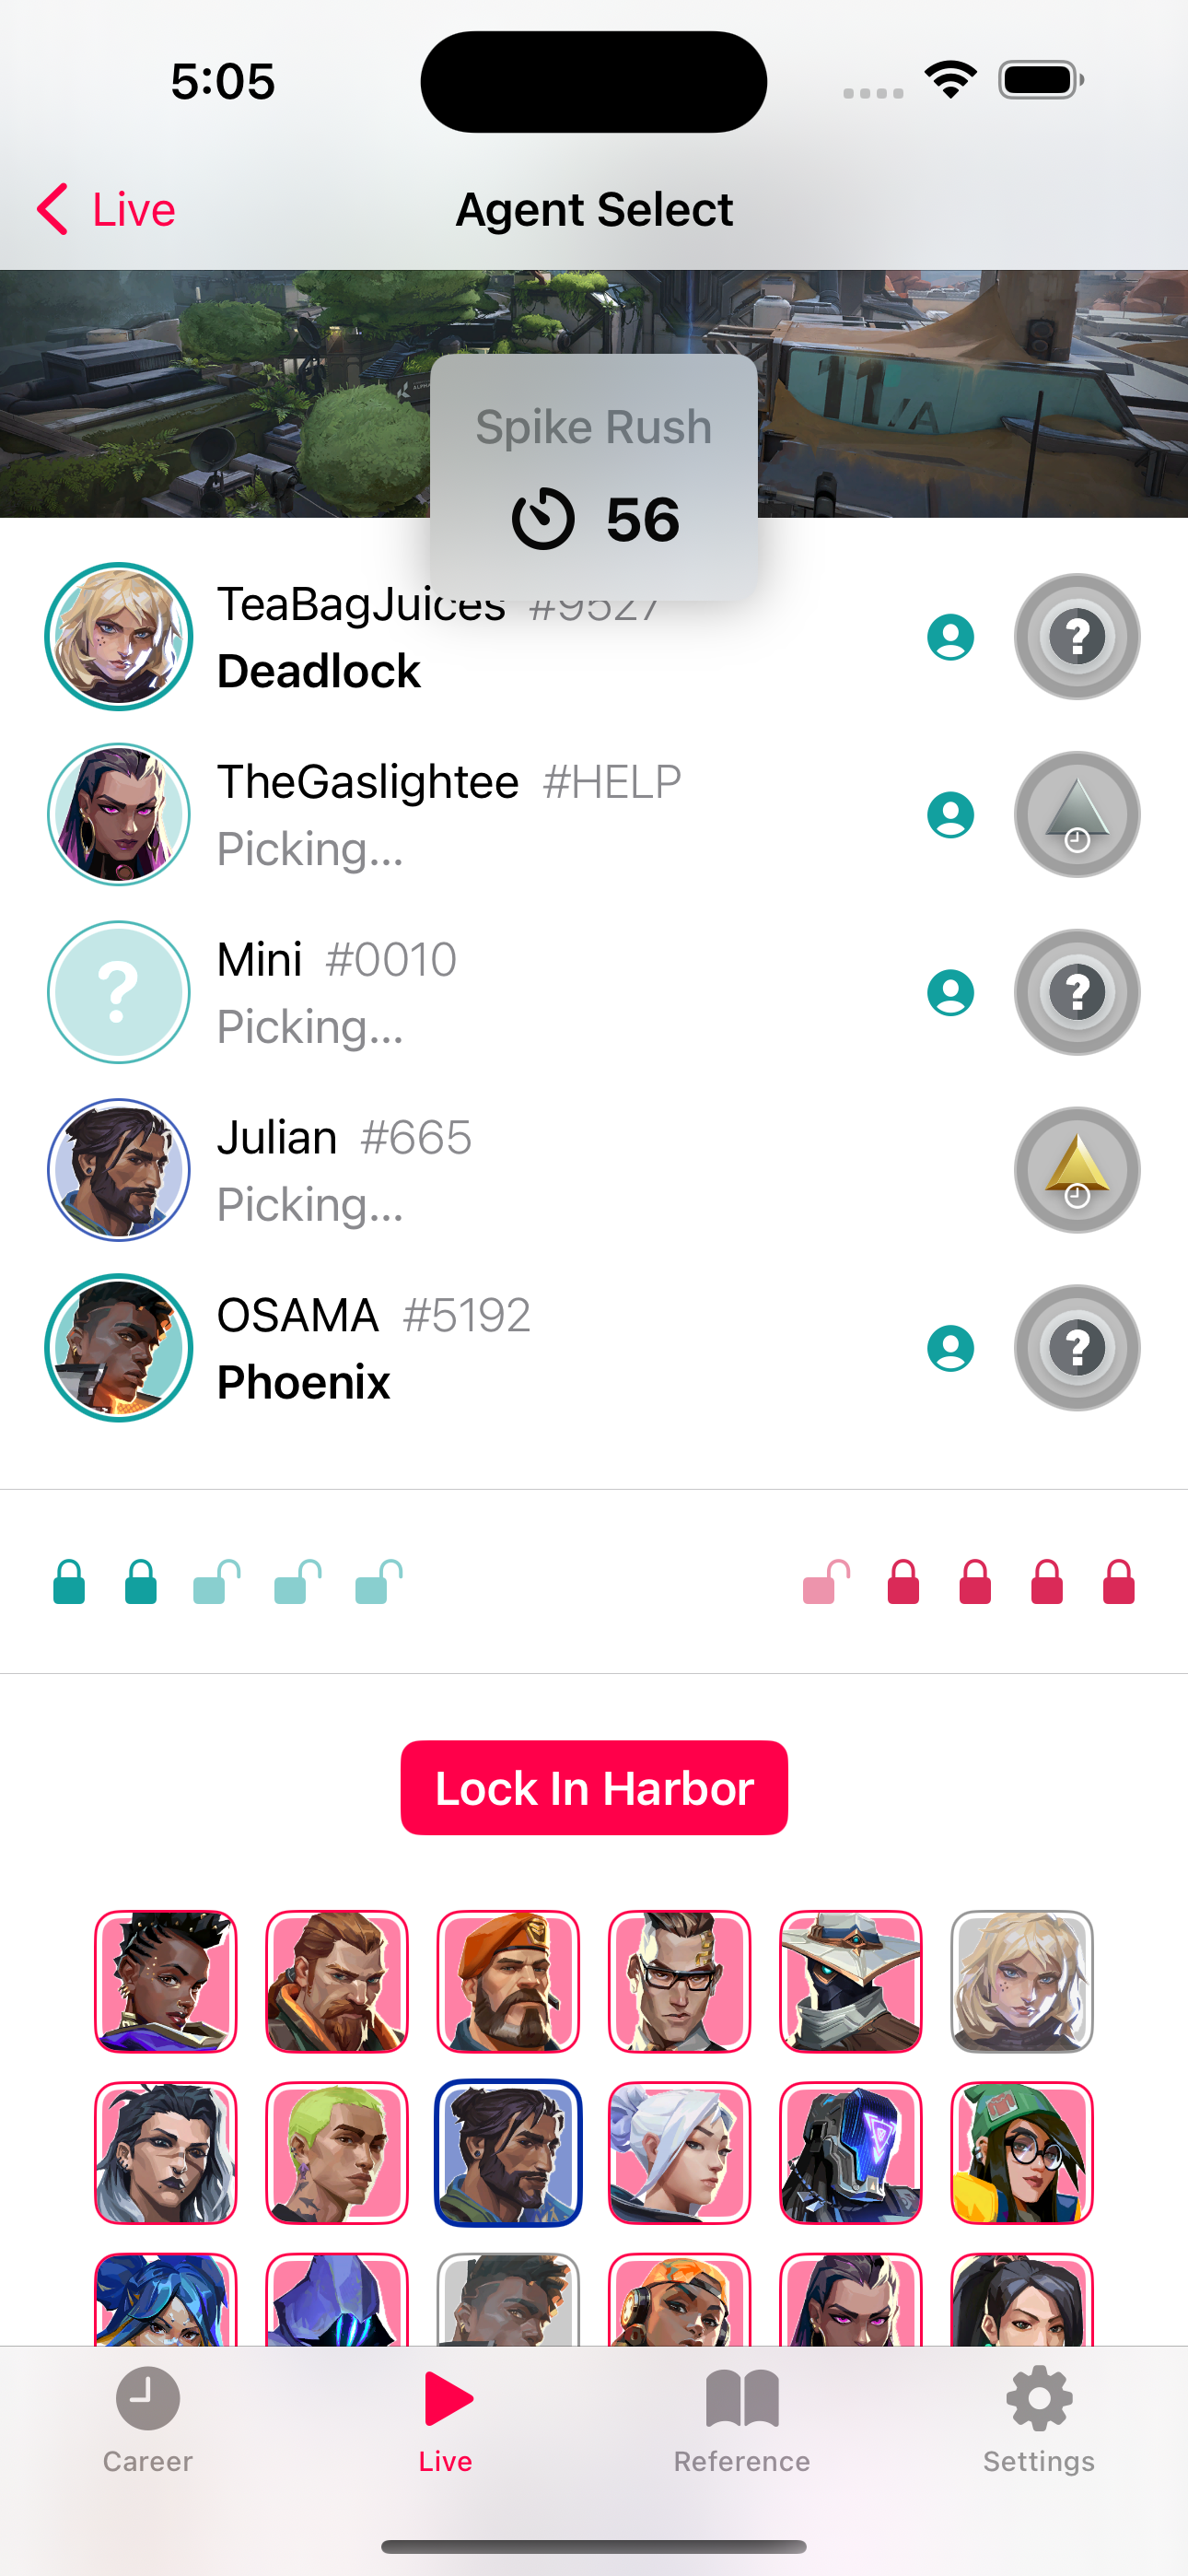 5:05
Live
Agent Select
11/A
Spike Rush
56
TeaBagJuices #9527
Deadlock
TheGaslightee #HELP
Picking...
?
Mini #0010
Picking...
Julian #665
Picking...
OSAMA #5192
Phoenix
Lock In Harbor
Career
Live
Reference
Settings